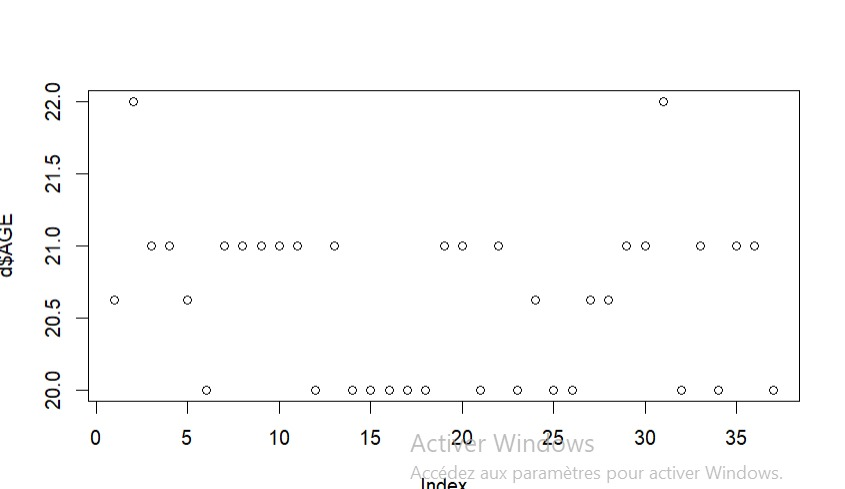 22.0
21.5
21.0
20.5
20.0
d$AGE
0 5 10 15 20 25 30 35
Index
Activer Windows
Accédez aux paramètres pour activer Windows.